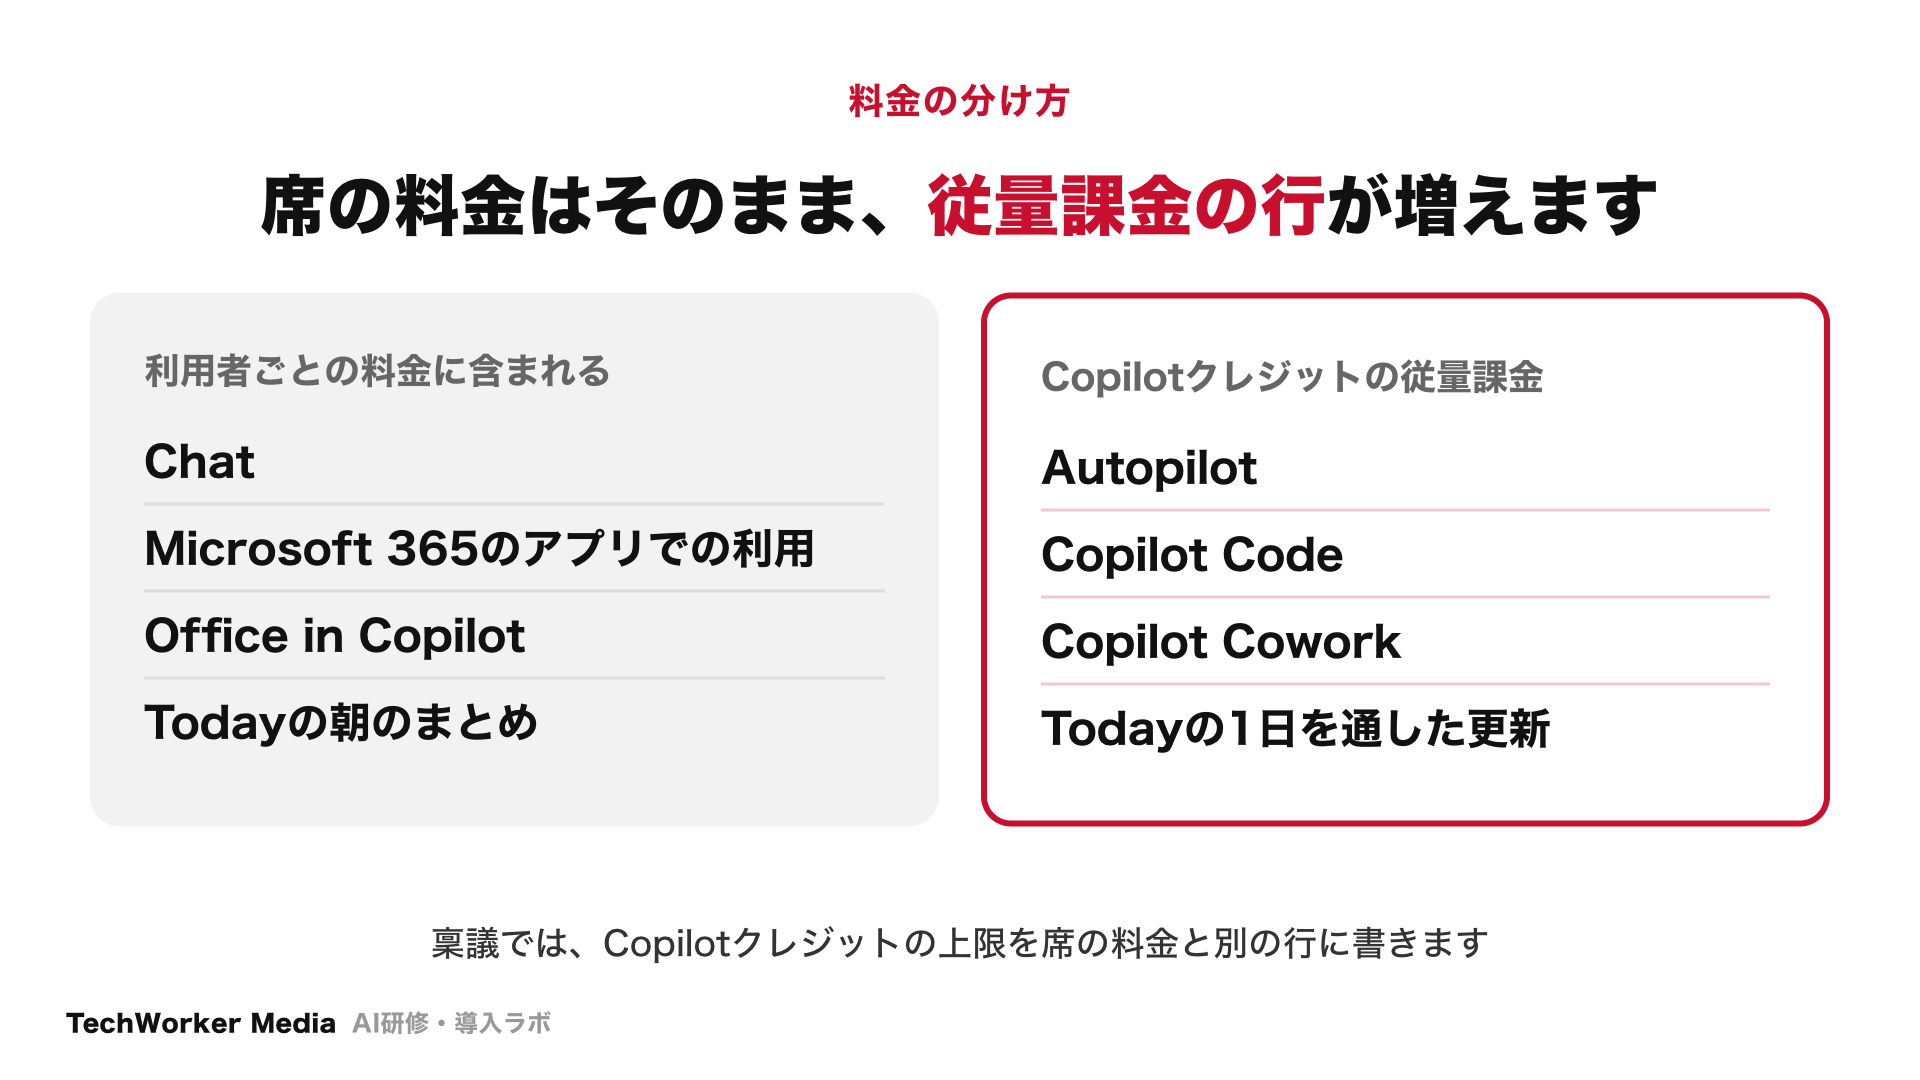 料金の分け方
席の料金はそのまま、従量課金の行が増えます
利用者ごとの料金に含まれる
Chat
Microsoft 365のアプリでの利用
Office in Copilot
Todayの朝のまとめ
Copilotクレジットの従量課金
Autopilot
Copilot Code
Copilot Cowork
Todayの1日を通した更新
稟議では、Copilotクレジットの上限を席の料金と別の行に書きます
TechWorker Media AI研修・導入ラボ